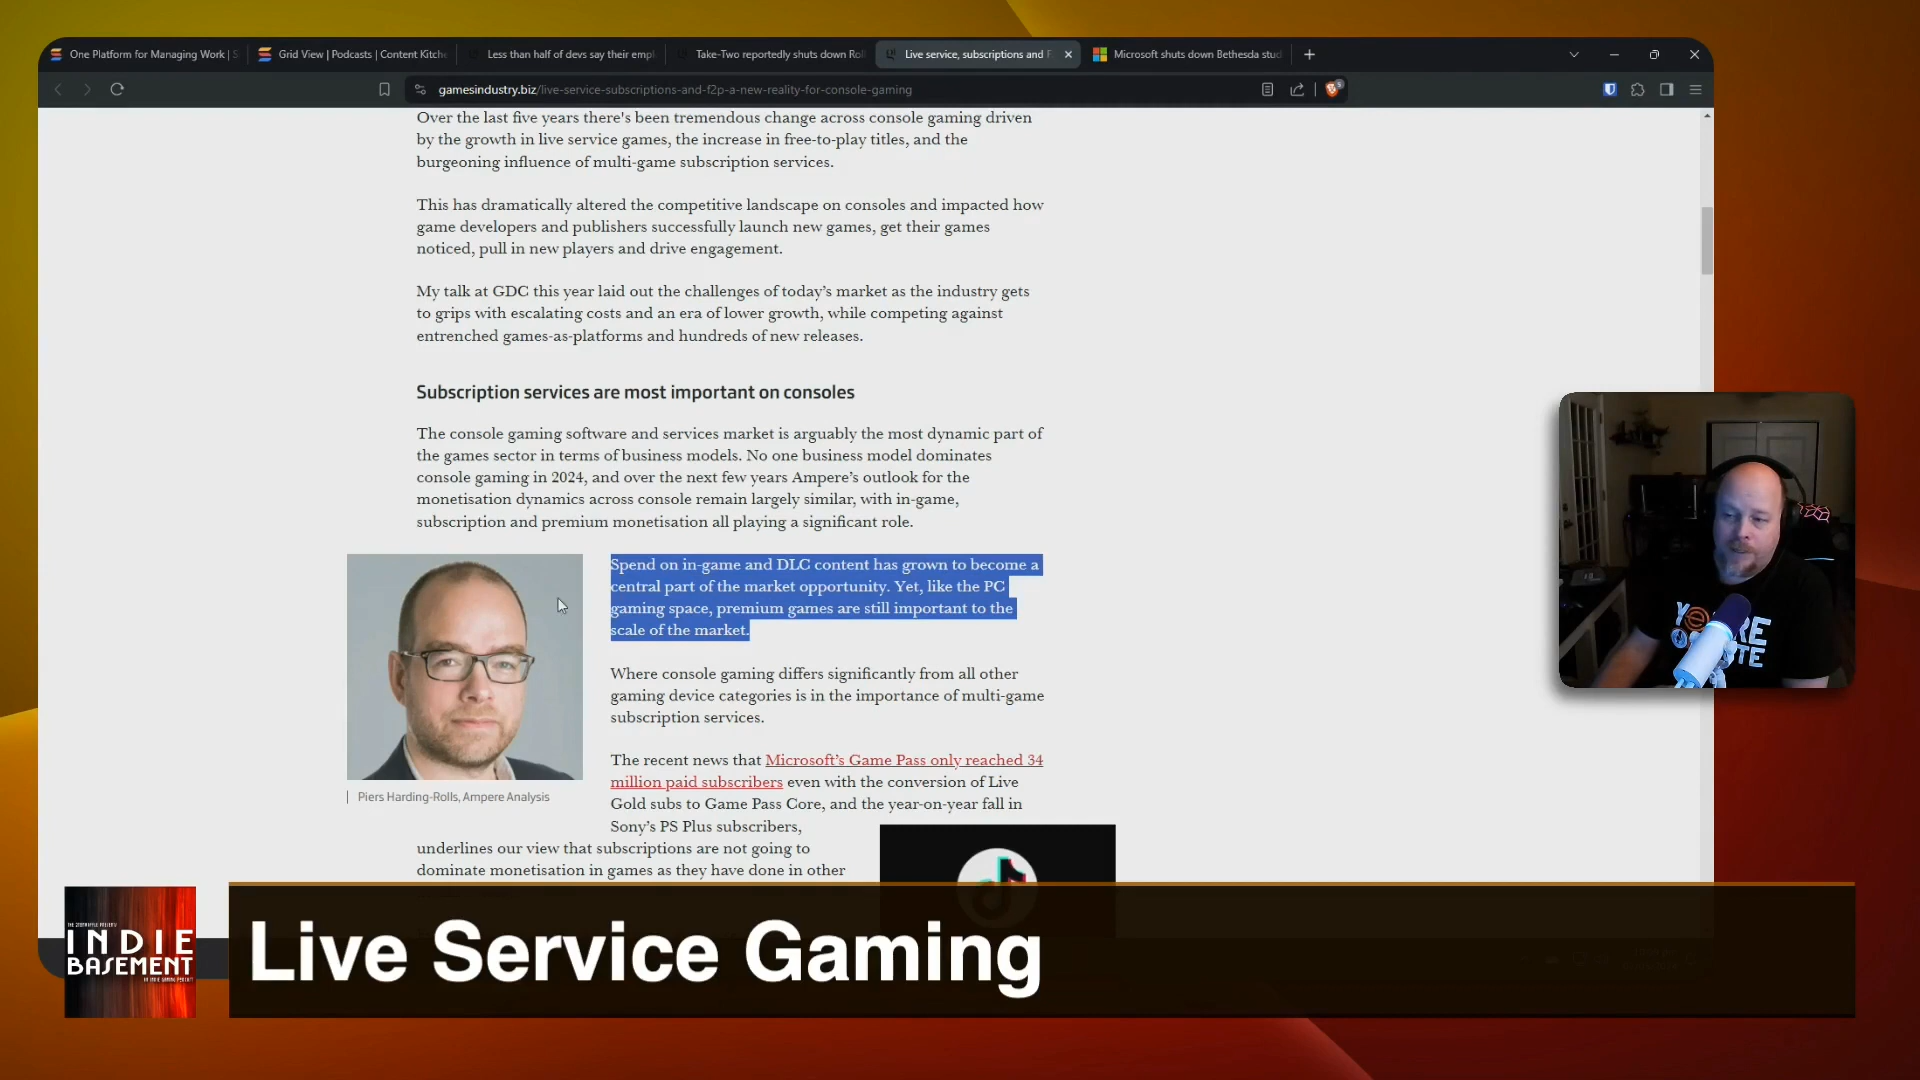 One Platform for Managing Work | S
Grid View | Podcasts | Content Kitche
Less than half of devs say their empl
Take-Two reportedly shuts down Roll
Live service, subscriptions and F
Microsoft shuts down Bethesda stud
gamesindustry.biz/live-service-subscriptions-and-f2p-a-new-reality-for-console-gaming
Over the last five years there's been tremendous change across console gaming driven
by the growth in live service games, the increase in free-to-play titles, and the
burgeoning influence of multi-game subscription services.
This has dramatically altered the competitive landscape on consoles and impacted how
game developers and publishers successfully launch new games, get their games
noticed, pull in new players and drive engagement.
My talk at GDC this year laid out the challenges of today's market as the industry gets
to grips with escalating costs and an era of lower growth, while competing against
entrenched games-as-platforms and hundreds of new releases.
Subscription services are most important on consoles
The console gaming software and services market is arguably the most dynamic part of
the games sector in terms of business models. No one business model dominates
console gaming in 2024, and over the next few years Ampere's outlook for the
monetisation dynamics across console remain largely similar, with in-game,
subscription and premium monetisation all playing a significant role.
Spend on in-game and DLC content has grown to become a
central part of the market opportunity. Yet, like the PC
gaming space, premium games are still important to the
scale of the market.
Where console gaming differs significantly from all other
gaming device categories is in the importance of multi-game
subscription services.
The recent news that Microsoft's Game Pass only reached 34
million paid subscribers even with the conversion of Live
Gold subs to Game Pass Core, and the year-on-year fall in
Sony's PS Plus subscribers,
underlines our view that subscriptions are not going to
dominate monetisation in games as they have done in other
Piers Harding-Rolls, Ampere Analysis
INDIE
BASEMENT
Live Service Gaming